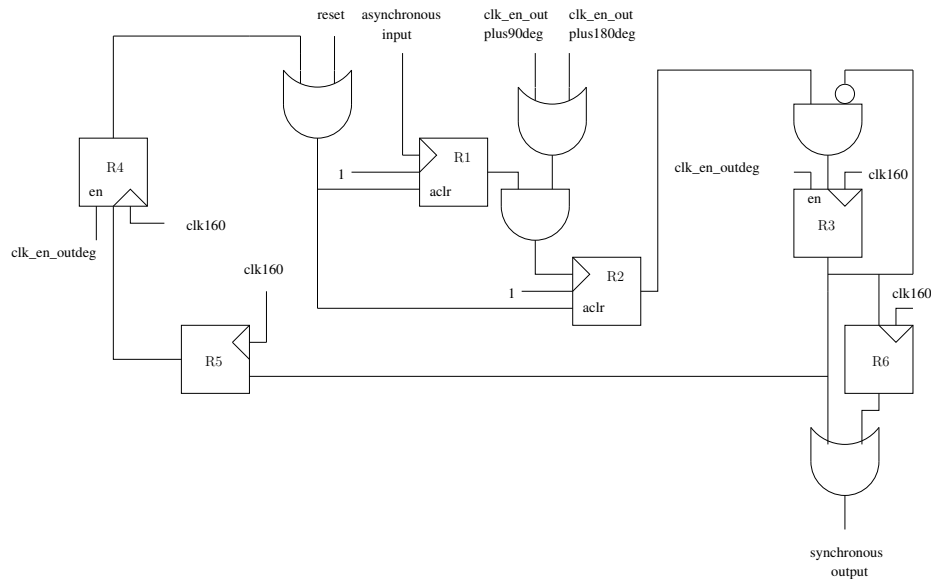 reset
asynchronous
input
clk_en_out
plus90deg
clk_en_out
plus180deg
R4
en
clk160
clk_en_outdeg
R1
1
aclr
clk_en_outdeg
clk160
en
R3
R2
1
aclr
clk160
clk160
R5
R6
synchronous
output